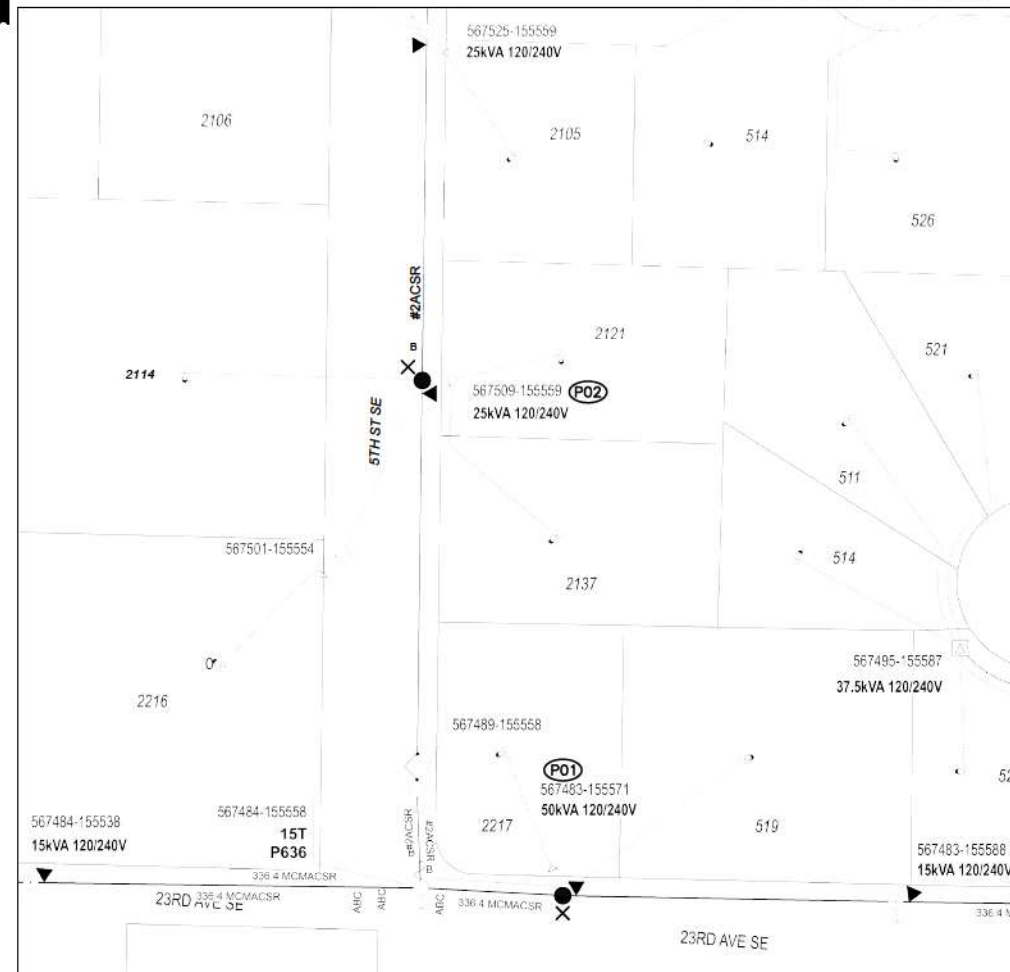 567525-155559
25kVA 120/240V
2106
2105
514
526
#2ACSR
B
2121
521
2114
567509-155559 P02
25kVA 120/240V
5TH ST SE
511
567501-155554
514
2137
567495-155587
37.5kVA 120/240V
2216
567489-155558
P01
567483-155571
50kVA 120/240V
567484-155538
15kVA 120/240V
567484-155558
15T
P636
#2ACSR
#2ACSR
B
B
2217
519
567483-155588
15kVA 120/240V
336.4 MCMACSR
336.4 MCMACSR
23RD AVE SE
ABC
ABC
ABC
336.4 MCMACSR
23RD AVE SE
336.4